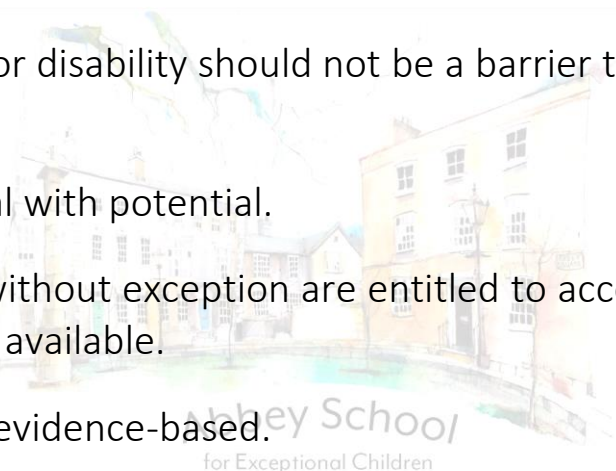 or disability should not be a barrier t
al with potential.
without exception are entitled to acc
available.
evidence-based.
Abbey School
for Exceptional Children